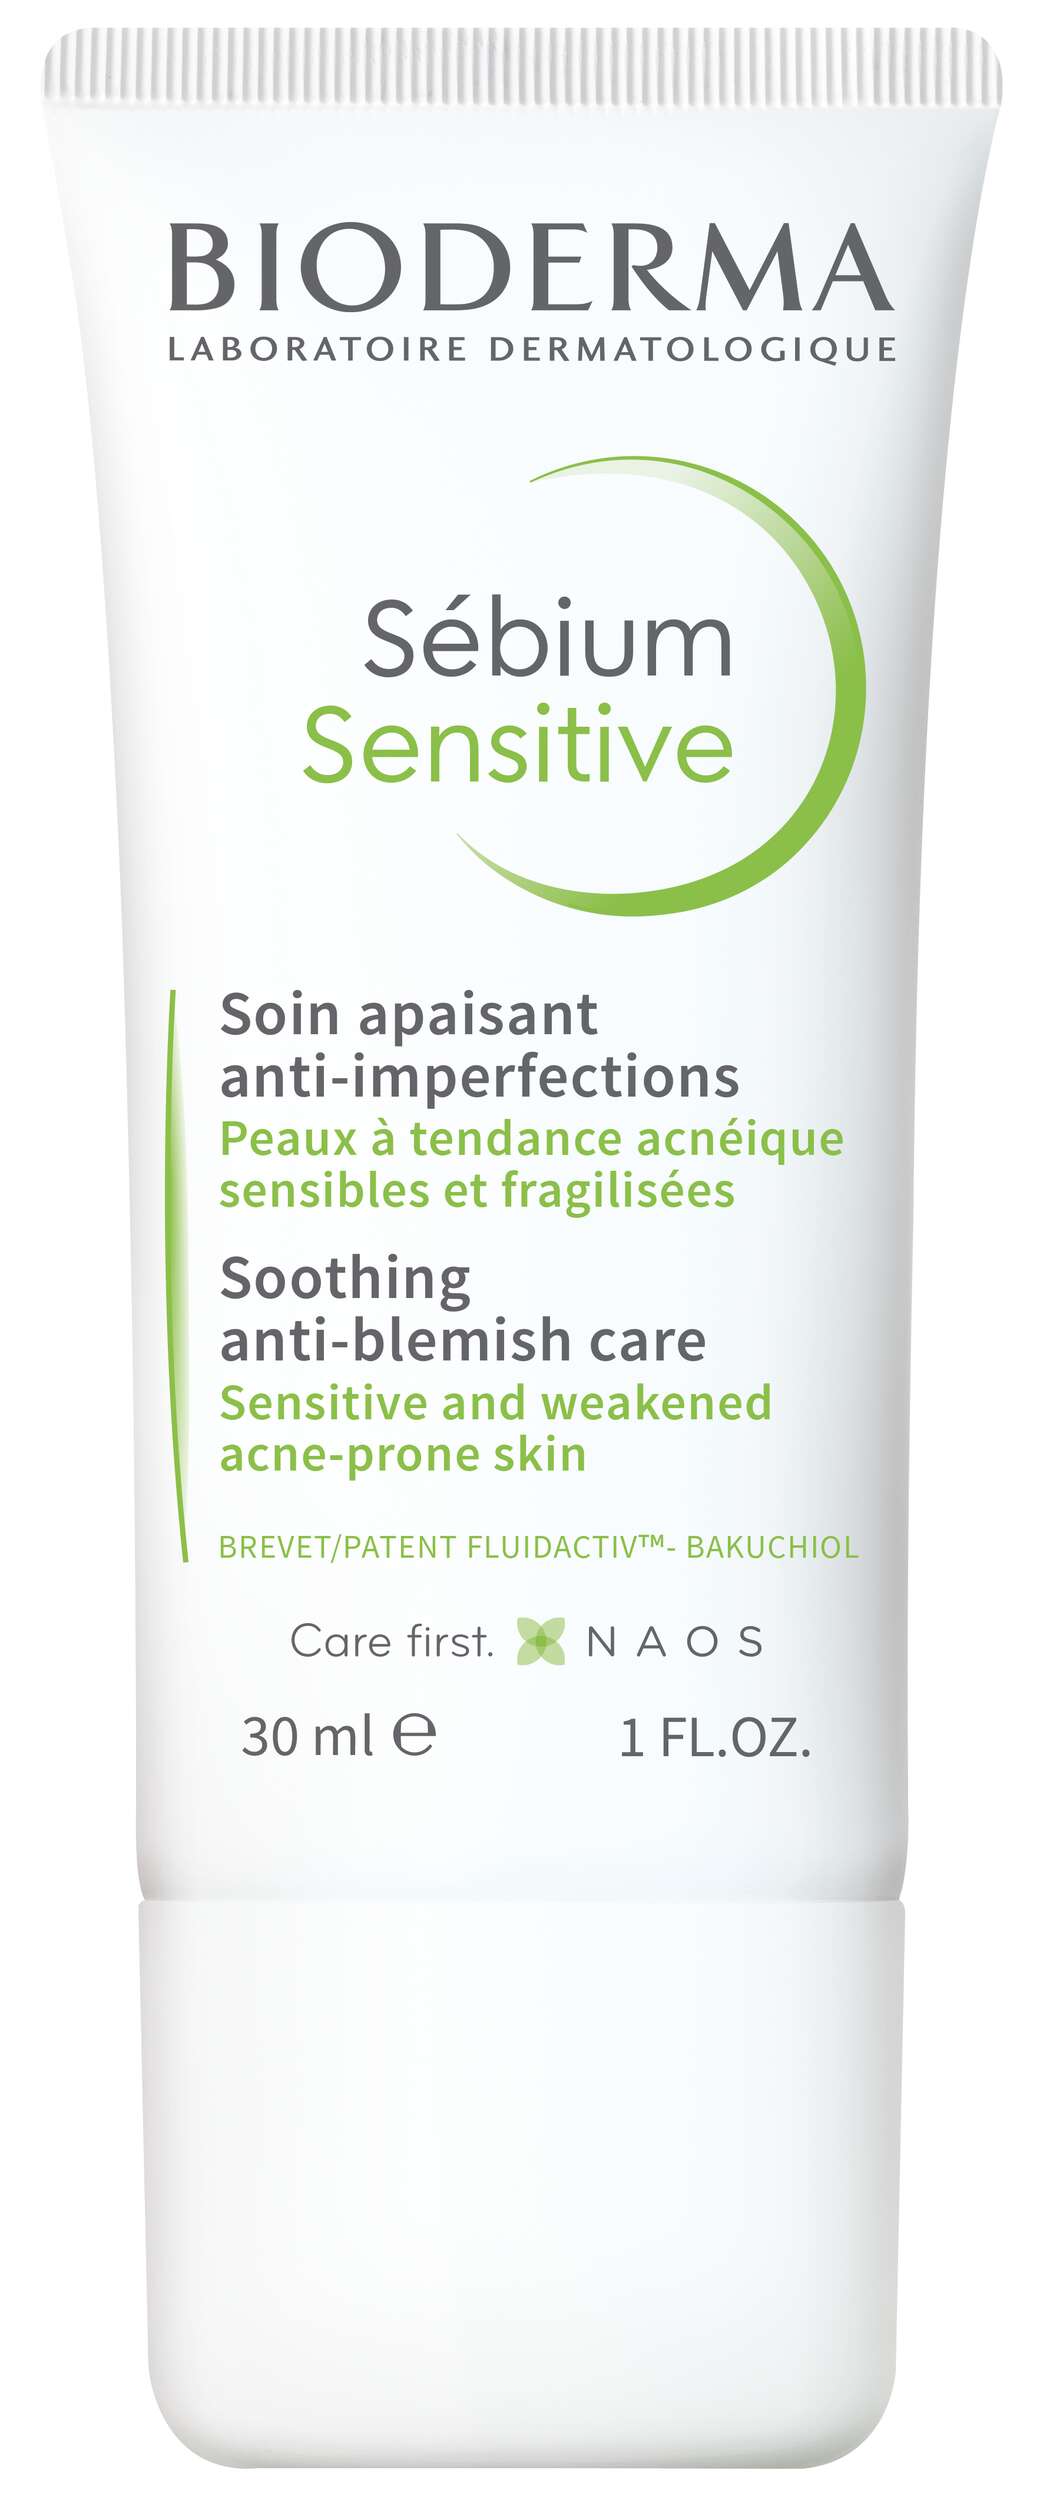 BIODERMA
LABORATOIRE DERMATOLOGIQUE
Sébium
Sensitive
Soin apaisant
anti-imperfections
Peaux à tendance acnéique
sensibles et fragilisées
Soothing
anti-blemish care
Sensitive and weakened
acne-prone skin
BREVET/PATENT FLUIDACTIV™- BAKUCHIOL
Care first. NAOS
30 ml ℮ 1 FL.OZ.